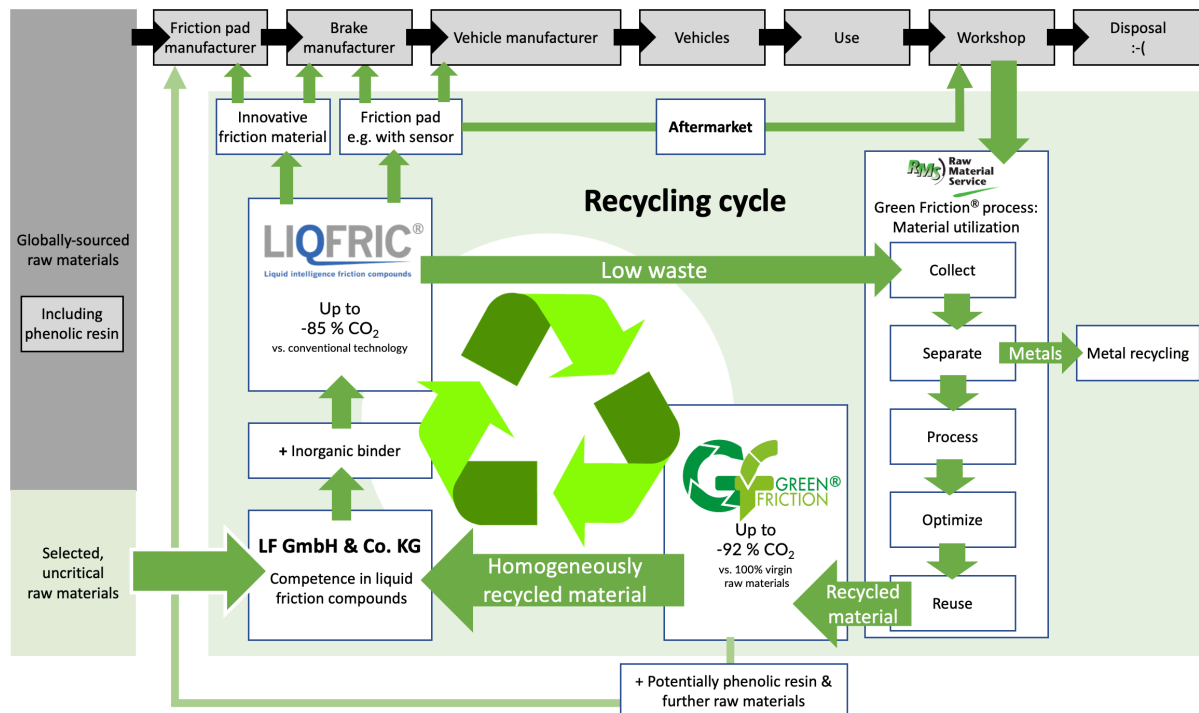 Friction pad
manufacturer
Brake
manufacturer
Vehicle manufacturer
Vehicles
Use
Workshop
Disposal
:-(
Innovative
friction material
Friction pad
e.g. with sensor
Aftermarket
RMS
Raw
Material
Service
Green Friction® process:
Material utilization
Recycling cycle
Globally-sourced
raw materials
Including
phenolic resin
LIQFRIC®
Liquid intelligence friction compounds
Up to
-85 % CO₂
vs. conventional technology
Low waste
Collect
Separate
Metals
Metal recycling
Process
Optimize
Reuse
+ Inorganic binder
GF
GREEN®
FRICTION
Up to
-92 % CO₂
vs. 100% virgin
raw materials
Selected,
uncritical
raw materials
LF GmbH & Co. KG
Competence in liquid
friction compounds
Homogeneously
recycled material
Recycled
material
+ Potentially phenolic resin &
further raw materials